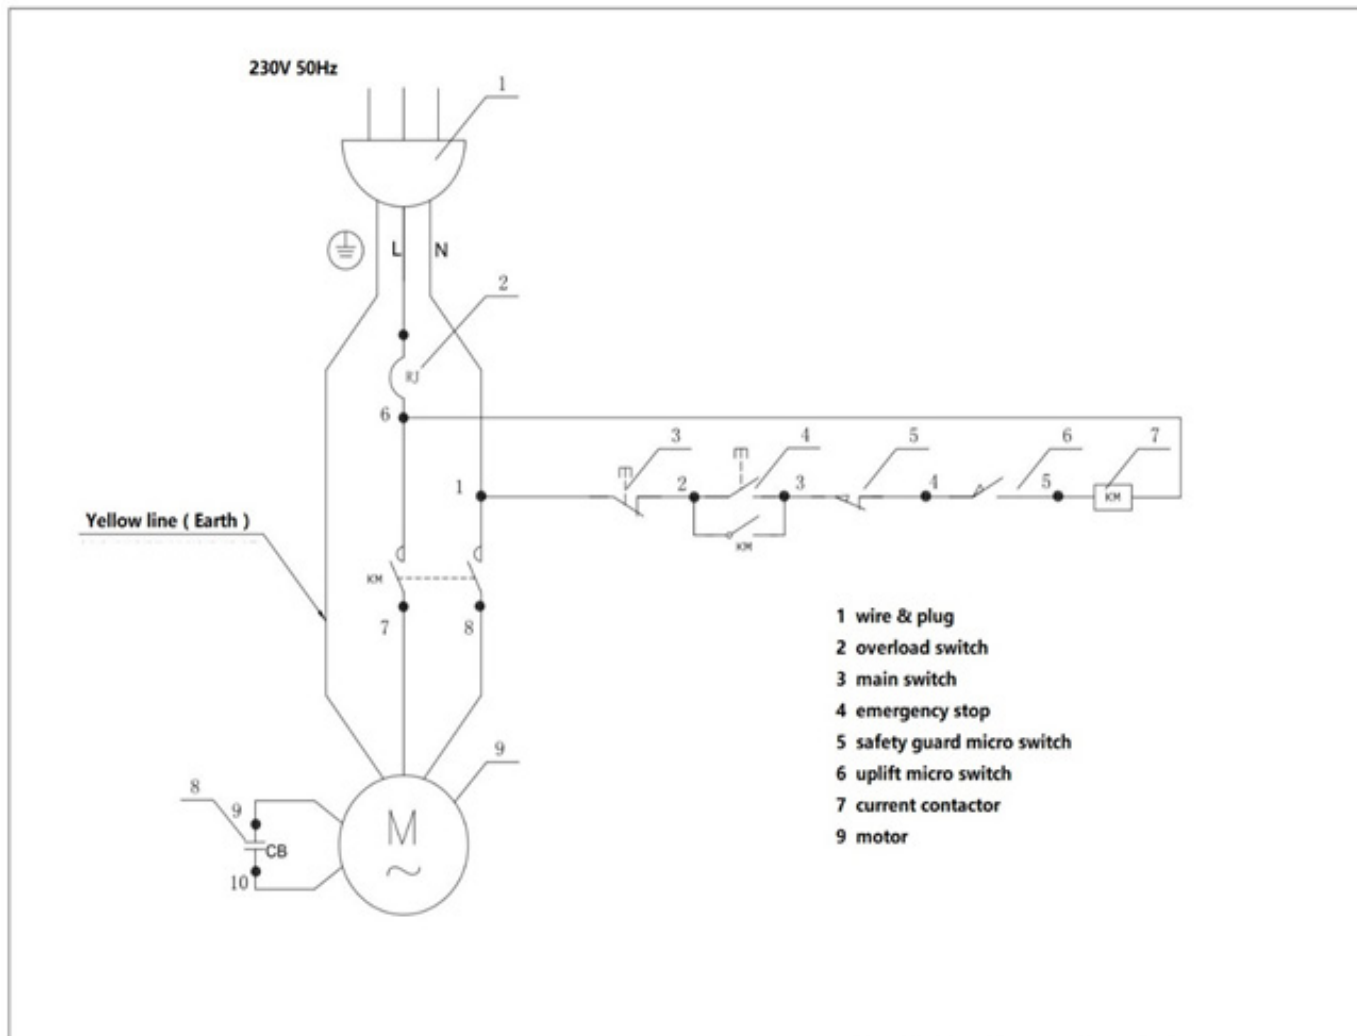 230V 50Hz
1
L N
2
RJ
6
3 4 5 6 7
1 2 3 4 5 KM
KM
Yellow line ( Earth )
KM
7 8
1 wire & plug
2 overload switch
3 main switch
4 emergency stop
5 safety guard micro switch
6 uplift micro switch
7 current contactor
9 motor
9
8
9
M
CB
~
10